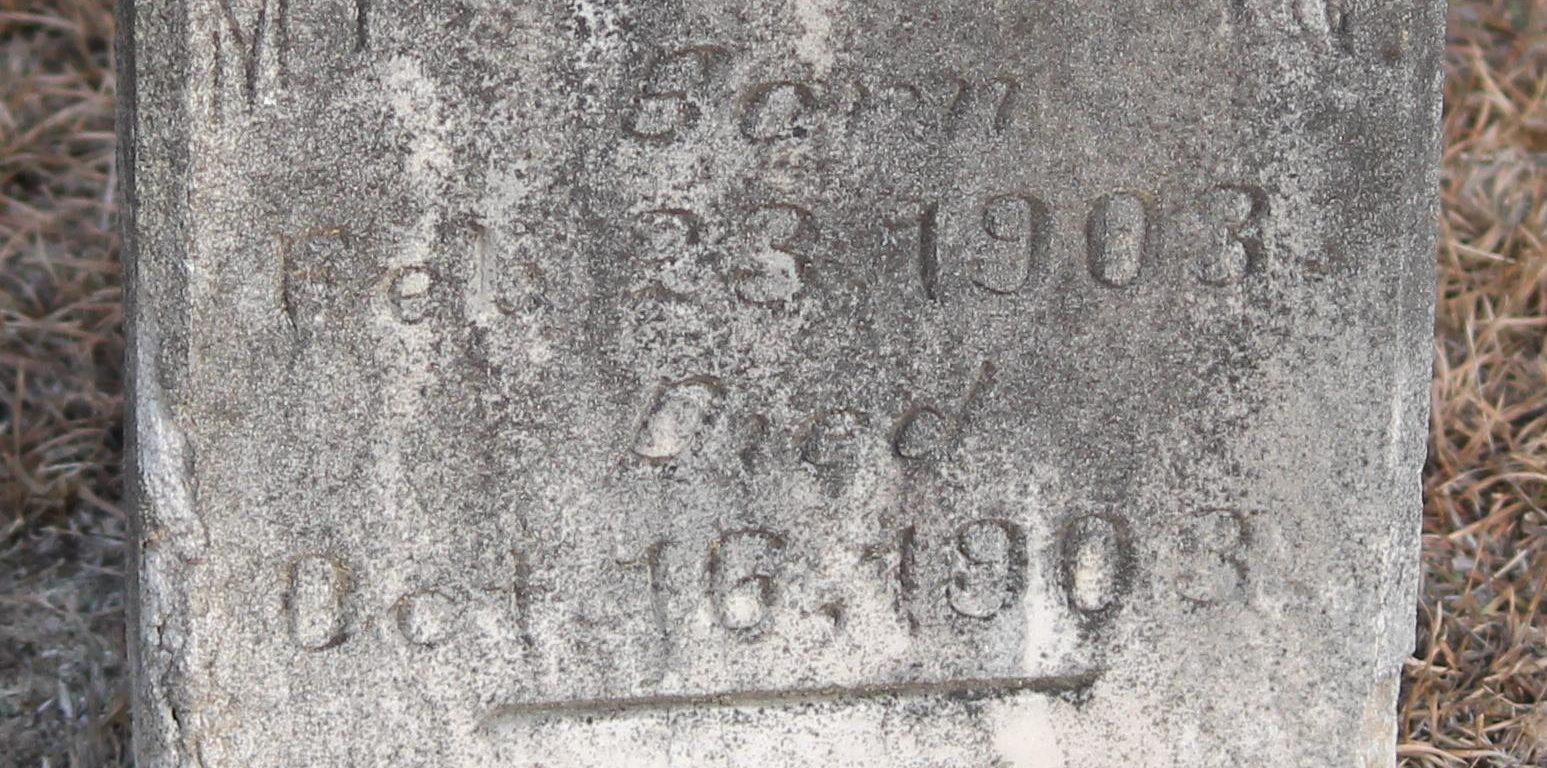 Born
Feb 23, 1903.
Died
Oct 16, 1903